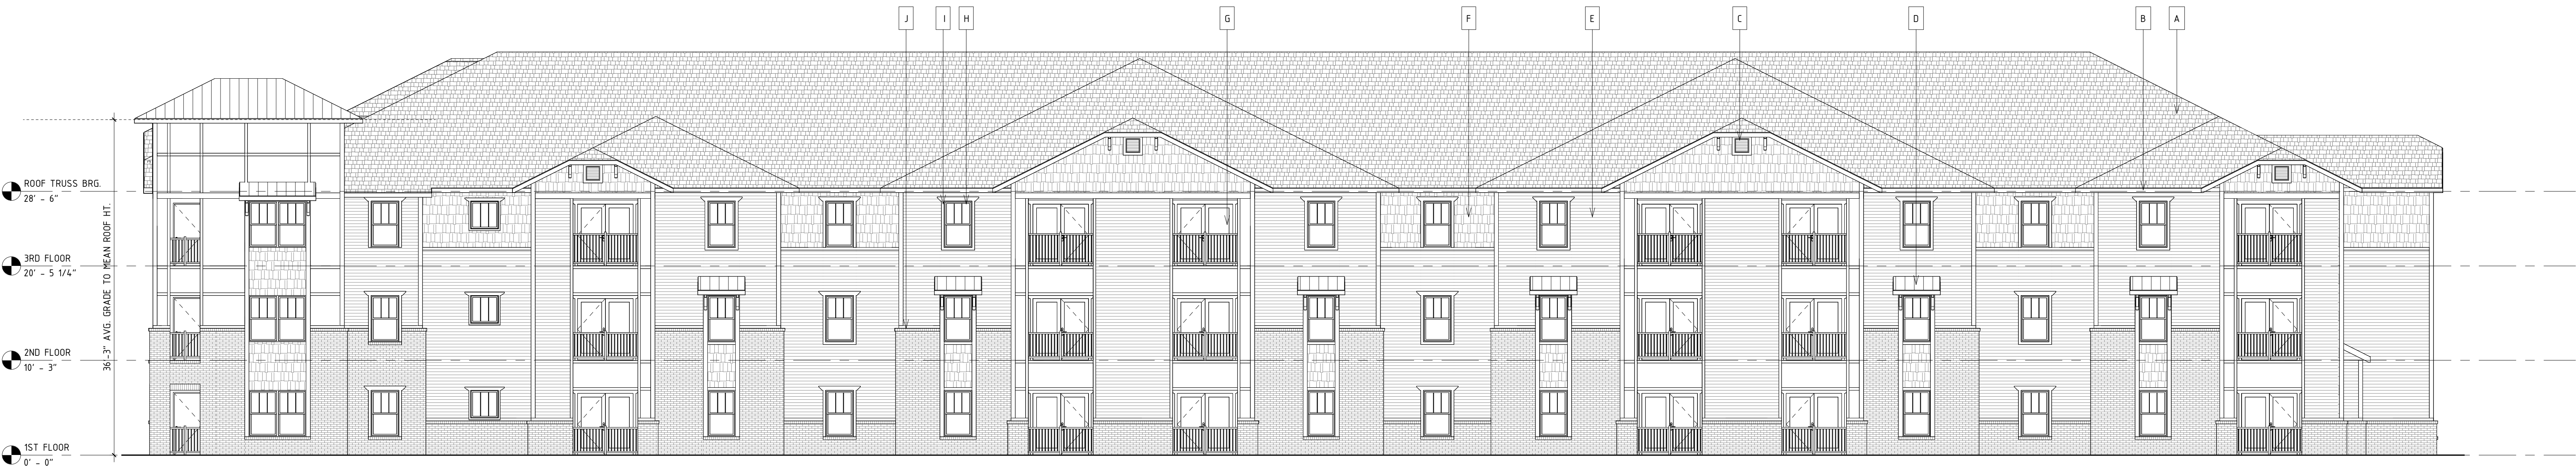 J I H G F E C D B A
ROOF TRUSS BRG.
28' - 6"
3RD FLOOR
20' - 5 1/4"
2ND FLOOR
10' - 3"
1ST FLOOR
0' - 0"
36'-3" AVG. GRADE TO MEAN ROOF HT.